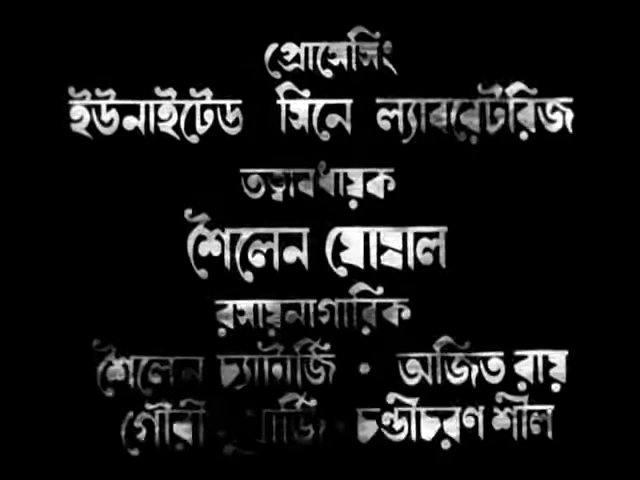 প্রোসেসিং
ইউনাইটেড সিনে ল্যাবরেটরিজ
তত্ত্বাবধায়ক
শৈলেন ঘোষাল
রসায়নাগারিক
শৈলেন চ্যাটার্জি • অজিত রায়
গৌরী • চণ্ডীচরণ শীল